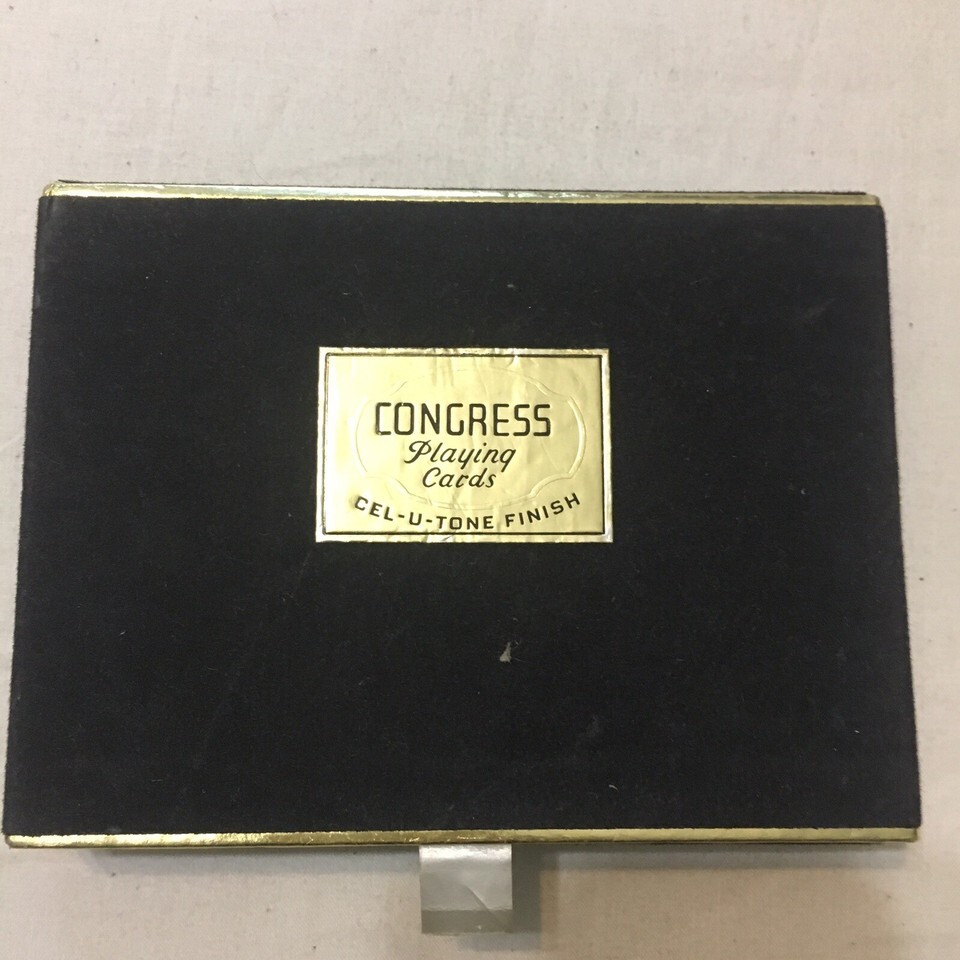 CONGRESS
Playing
Cards
CEL-U-TONE FINISH